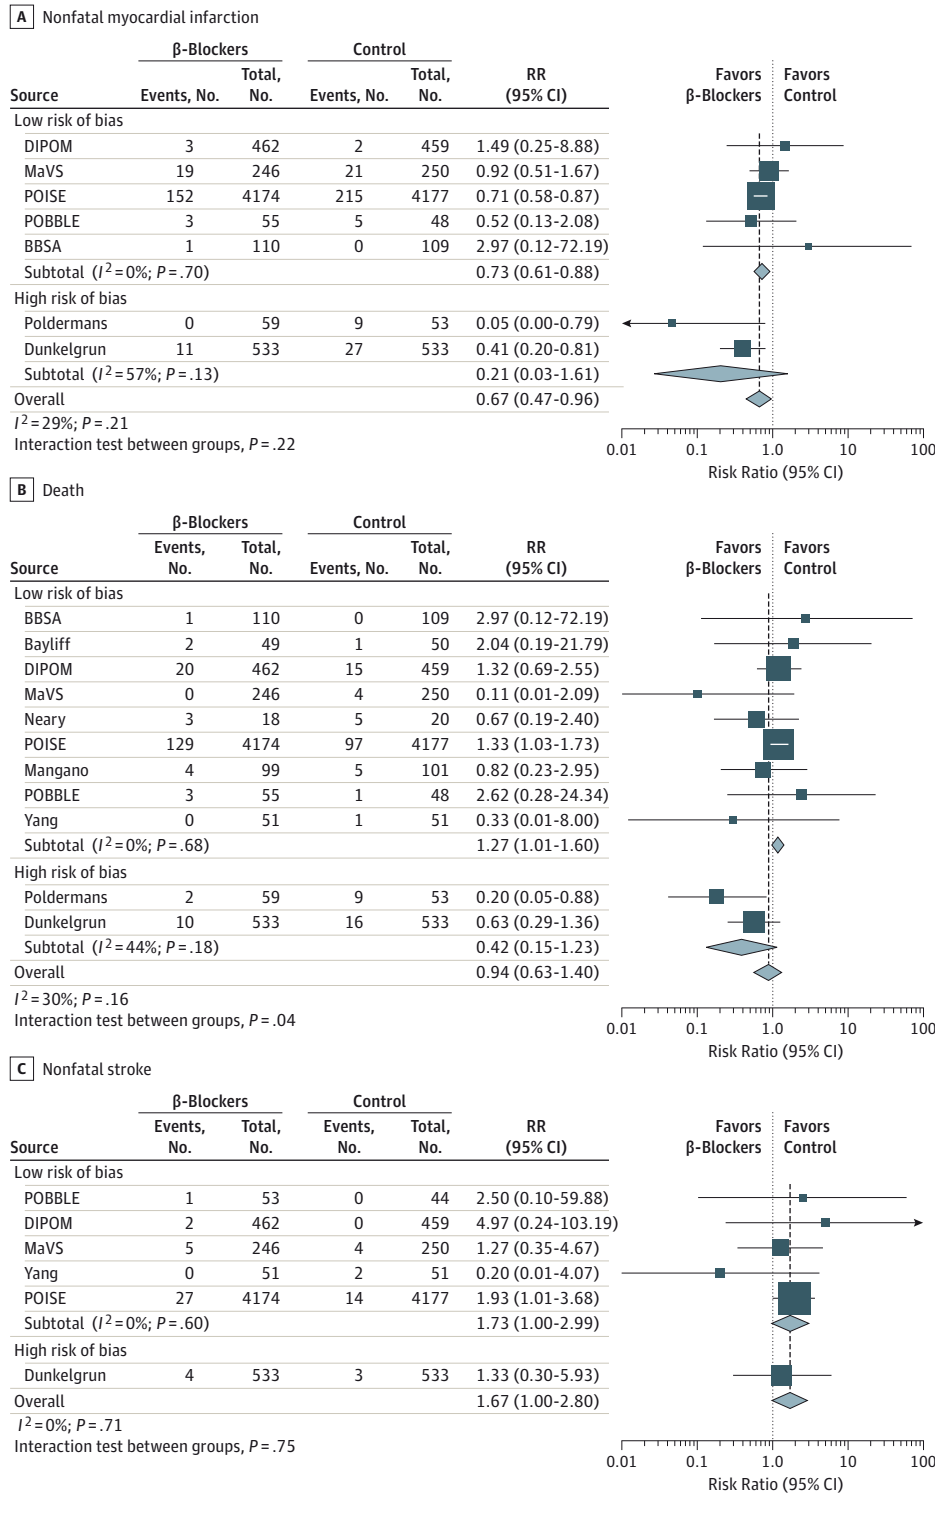 A Nonfatal myocardial infarction
β-Blockers Control
Total, Total, RR Favors Favors
Source Events, No. No. Events, No. No. (95% CI) β-Blockers Control
Low risk of bias
DIPOM 3 462 2 459 1.49 (0.25-8.88)
MaVS 19 246 21 250 0.92 (0.51-1.67)
POISE 152 4174 215 4177 0.71 (0.58-0.87)
POBBLE 3 55 5 48 0.52 (0.13-2.08)
BBSA 1 110 0 109 2.97 (0.12-72.19)
Subtotal (I2=0%; P=.70) 0.73 (0.61-0.88)
High risk of bias
Poldermans 0 59 9 53 0.05 (0.00-0.79)
Dunkelgrun 11 533 27 533 0.41 (0.20-0.81)
Subtotal (I2=57%; P=.13) 0.21 (0.03-1.61)
Overall 0.67 (0.47-0.96)
I2=29%; P=.21
Interaction test between groups, P=.22
0.01 0.1 1.0 10 100
Risk Ratio (95% CI)
B Death
β-Blockers Control
Events, Total, Total, RR Favors Favors
Source No. No. Events, No. No. (95% CI) β-Blockers Control
Low risk of bias
BBSA 1 110 0 109 2.97 (0.12-72.19)
Bayliff 2 49 1 50 2.04 (0.19-21.79)
DIPOM 20 462 15 459 1.32 (0.69-2.55)
MaVS 0 246 4 250 0.11 (0.01-2.09)
Neary 3 18 5 20 0.67 (0.19-2.40)
POISE 129 4174 97 4177 1.33 (1.03-1.73)
Mangano 4 99 5 101 0.82 (0.23-2.95)
POBBLE 3 55 1 48 2.62 (0.28-24.34)
Yang 0 51 1 51 0.33 (0.01-8.00)
Subtotal (I2=0%; P=.68) 1.27 (1.01-1.60)
High risk of bias
Poldermans 2 59 9 53 0.20 (0.05-0.88)
Dunkelgrun 10 533 16 533 0.63 (0.29-1.36)
Subtotal (I2=44%; P=.18) 0.42 (0.15-1.23)
Overall 0.94 (0.63-1.40)
I2=30%; P=.16
Interaction test between groups, P=.04
0.01 0.1 1.0 10 100
Risk Ratio (95% CI)
C Nonfatal stroke
β-Blockers Control
Events, Total, Events, Total, RR Favors Favors
Source No. No. No. No. (95% CI) β-Blockers Control
Low risk of bias
POBBLE 1 53 0 44 2.50 (0.10-59.88)
DIPOM 2 462 0 459 4.97 (0.24-103.19)
MaVS 5 246 4 250 1.27 (0.35-4.67)
Yang 0 51 2 51 0.20 (0.01-4.07)
POISE 27 4174 14 4177 1.93 (1.01-3.68)
Subtotal (I2=0%; P=.60) 1.73 (1.00-2.99)
High risk of bias
Dunkelgrun 4 533 3 533 1.33 (0.30-5.93)
Overall 1.67 (1.00-2.80)
I2=0%; P=.71
Interaction test between groups, P=.75
0.01 0.1 1.0 10 100
Risk Ratio (95% CI)